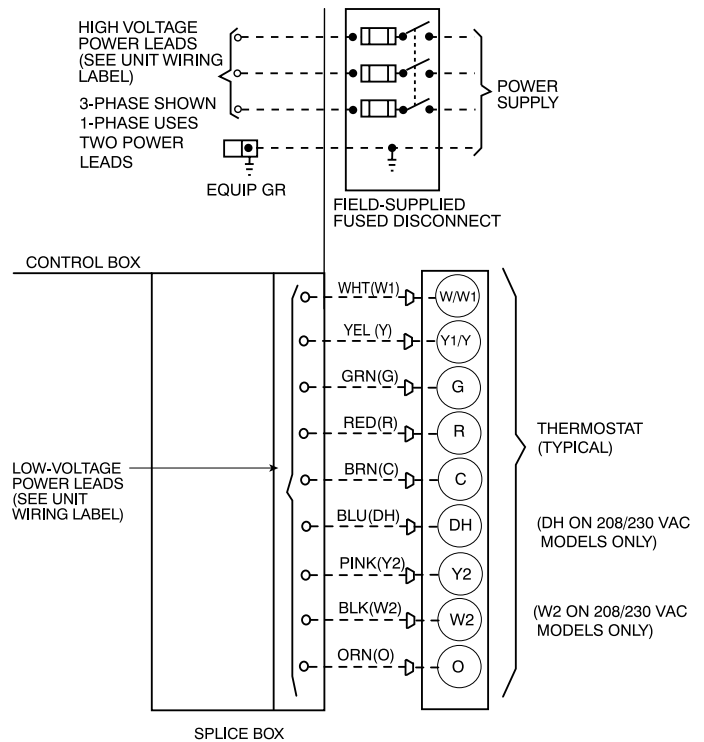 HIGH VOLTAGE
POWER LEADS
(SEE UNIT WIRING
LABEL)
3-PHASE SHOWN
1-PHASE USES
TWO POWER
LEADS
EQUIP GR
POWER
SUPPLY
FIELD-SUPPLIED
FUSED DISCONNECT
CONTROL BOX
WHT(W1)
W/W1
YEL (Y)
Y1/Y
GRN(G)
G
RED(R)
R
BRN(C)
C
BLU(DH)
DH
PINK(Y2)
Y2
BLK(W2)
W2
ORN(O)
O
THERMOSTAT
(TYPICAL)
LOW-VOLTAGE
POWER LEADS
(SEE UNIT
WIRING LABEL)
(DH ON 208/230 VAC
MODELS ONLY)
(W2 ON 208/230 VAC
MODELS ONLY)
SPLICE BOX